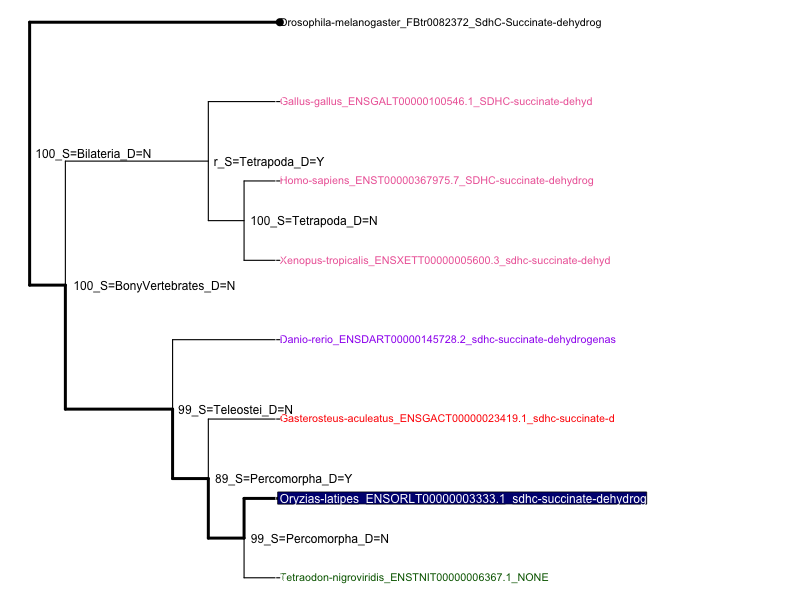 Drosophila-melanogaster_FBtr0082372_SdhC-Succinate-dehydrog
Gallus-gallus_ENSGALT00000100546.1_SDHC-succinate-dehyd
100_S=Bilateria_D=N
r_S=Tetrapoda_D=Y
Homo-sapiens_ENST00000367975.7_SDHC-succinate-dehydrog
100_S=Tetrapoda_D=N
Xenopus-tropicalis_ENSXETT00000005600.3_sdhc-succinate-dehyd
100_S=BonyVertebrates_D=N
Danio-rerio_ENSDART00000145728.2_sdhc-succinate-dehydrogenas
99_S=Teleostei_D=N
Gasterosteus-aculeatus_ENSGACT00000023419.1_sdhc-succinate-d
89_S=Percomorpha_D=Y
Oryzias-latipes_ENSORLT00000003333.1_sdhc-succinate-dehydrog
99_S=Percomorpha_D=N
Tetraodon-nigroviridis_ENSTNIT00000006367.1_NONE